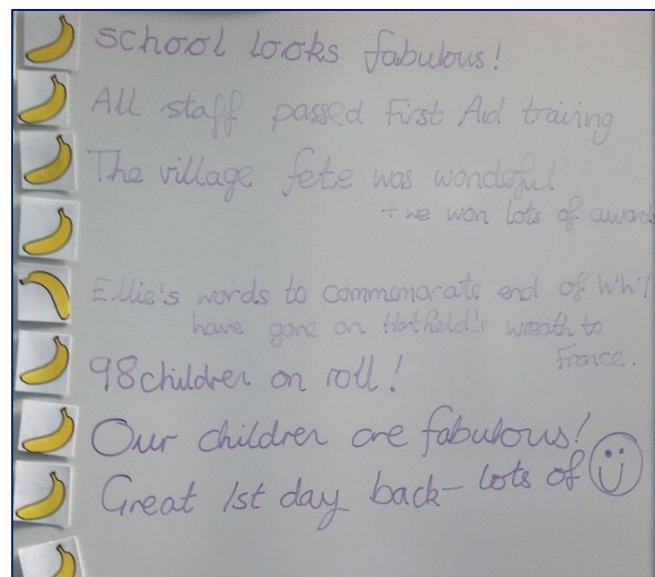 school looks fabulous!
All staff passed First Aid training
The village fete was wonderful
+ we won lots of awards
Ellie's words to commemorate end of WW1
have gone on Hatfield's wreath to
France.
98 children on roll!
Our children are fabulous!
Great 1st day back - lots of